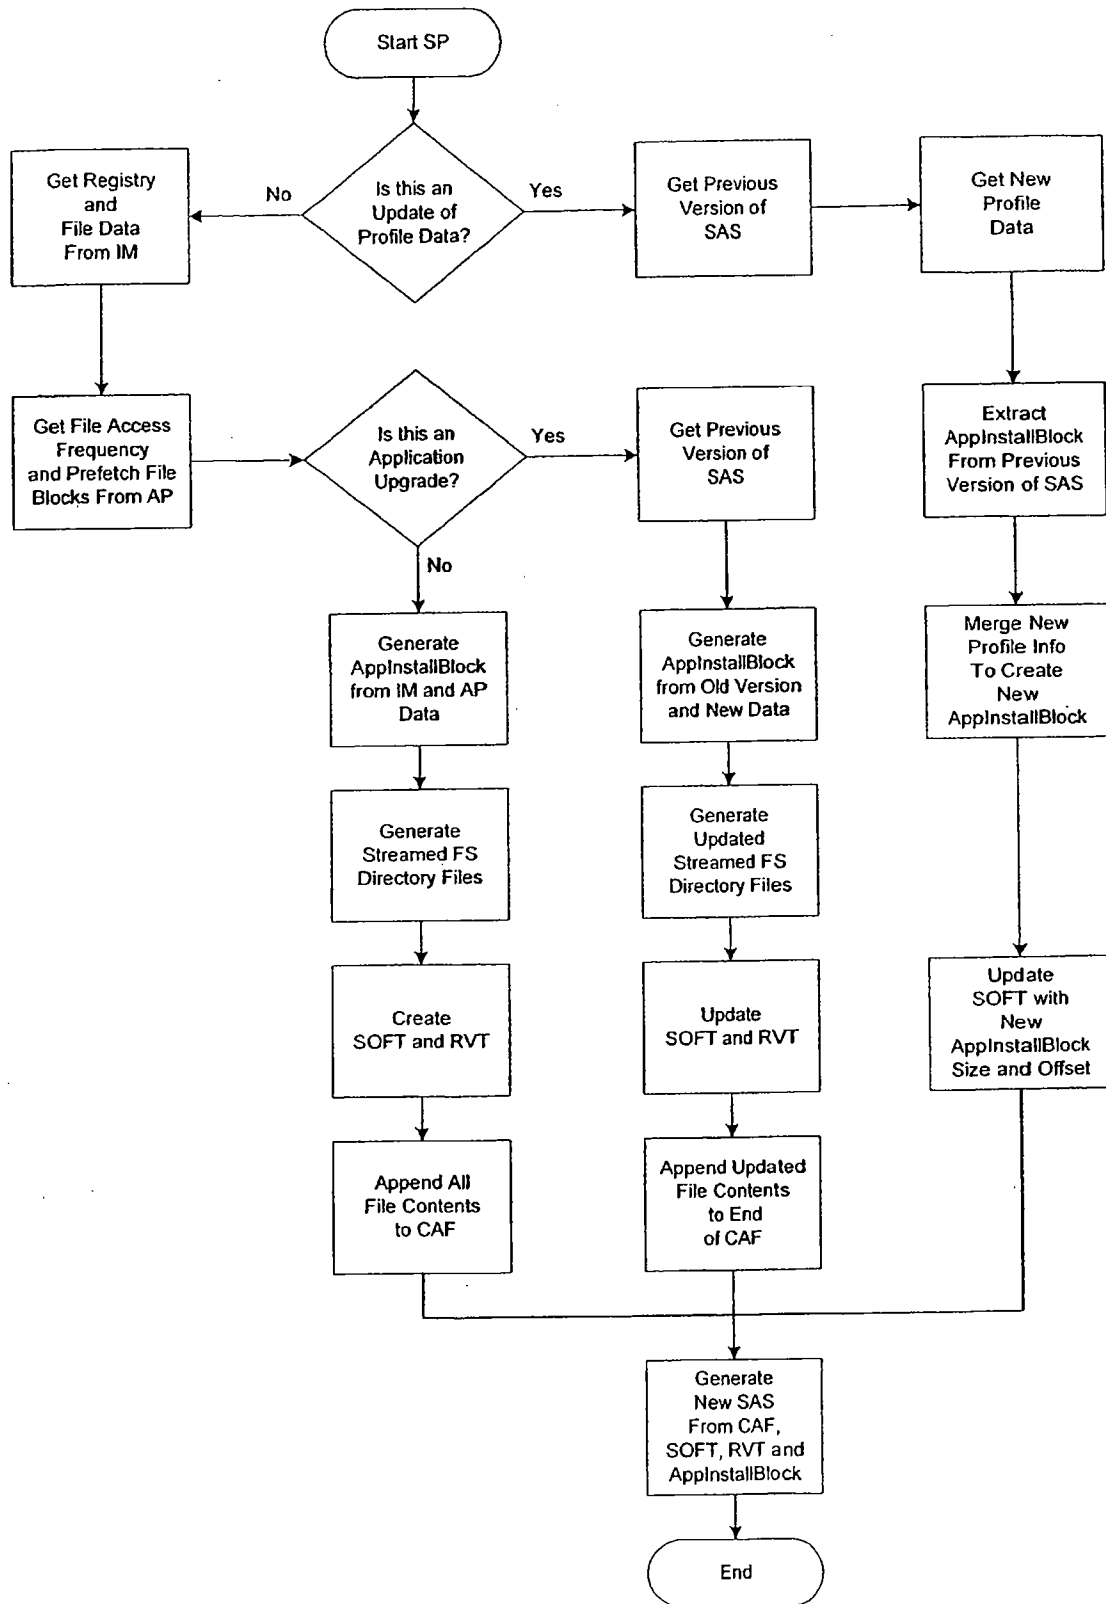 Start SP
Is this an
Update of
Profile Data?
No
Yes
Get Registry
and
File Data
From IM
Get Previous
Version of
SAS
Get New
Profile
Data
Get File Access
Frequency
and Prefetch File
Blocks From AP
Is this an
Application
Upgrade?
Yes
No
Get Previous
Version of
SAS
Extract
AppInstallBlock
From Previous
Version of SAS
Generate
AppInstallBlock
from IM and AP
Data
Generate
AppInstallBlock
from Old Version
and New Data
Merge New
Profile Info
To Create
New
AppInstallBlock
Generate
Streamed FS
Directory Files
Generate
Updated
Streamed FS
Directory Files
Create
SOFT and RVT
Update
SOFT and RVT
Update
SOFT with
New
AppInstallBlock
Size and Offset
Append All
File Contents
to CAF
Append Updated
File Contents
to End
of CAF
Generate
New SAS
From CAF,
SOFT, RVT and
AppInstallBlock
End